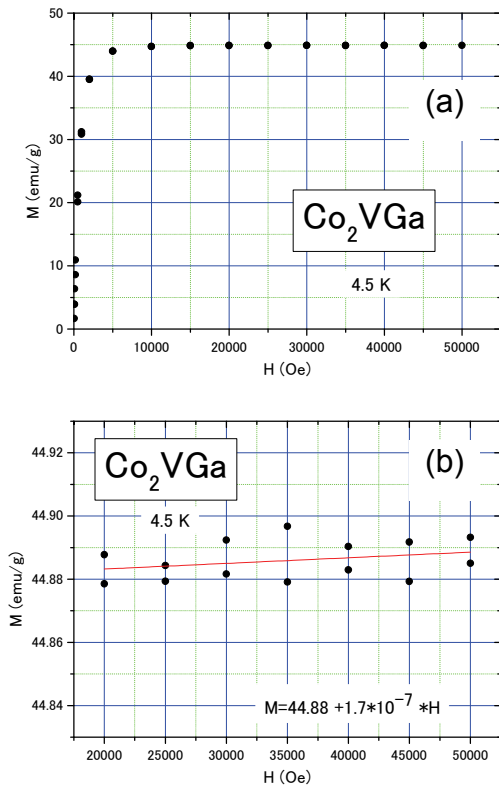 50
(a)
40
30
M (emu/g)
20
Co₂VGa
10
4.5 K
0
0 10000 20000 30000 40000 50000
H (Oe)
44.92
Co₂VGa
(b)
44.90
4.5 K
M (emu/g)
44.88
44.86
44.84
M=44.88 +1.7*10⁻⁷ *H
20000 25000 30000 35000 40000 45000 50000
H (Oe)